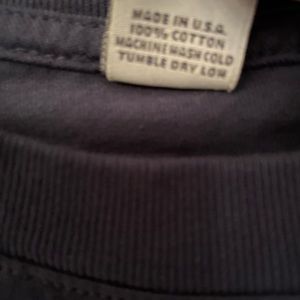 MADE IN U.S.A.
100% COTTON
MACHINE WASH COLD
TUMBLE DRY LOW